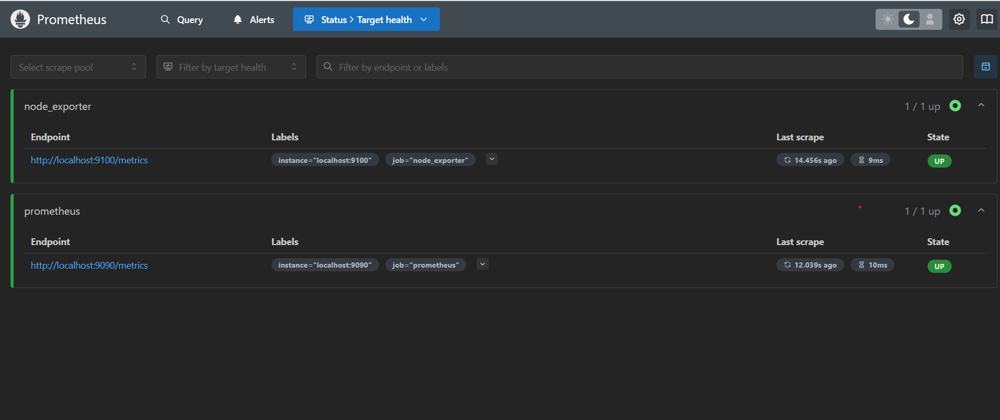 Prometheus Query Alerts Status > Target health
Select scrape pool Filter by target health Filter by endpoint or labels
node_exporter 1 / 1 up
Endpoint Labels Last scrape State
http://localhost:9100/metrics instance="localhost:9100" job="node_exporter" 14.456s ago 9ms UP
prometheus 1 / 1 up
Endpoint Labels Last scrape State
http://localhost:9090/metrics instance="localhost:9090" job="prometheus" 12.039s ago 10ms UP